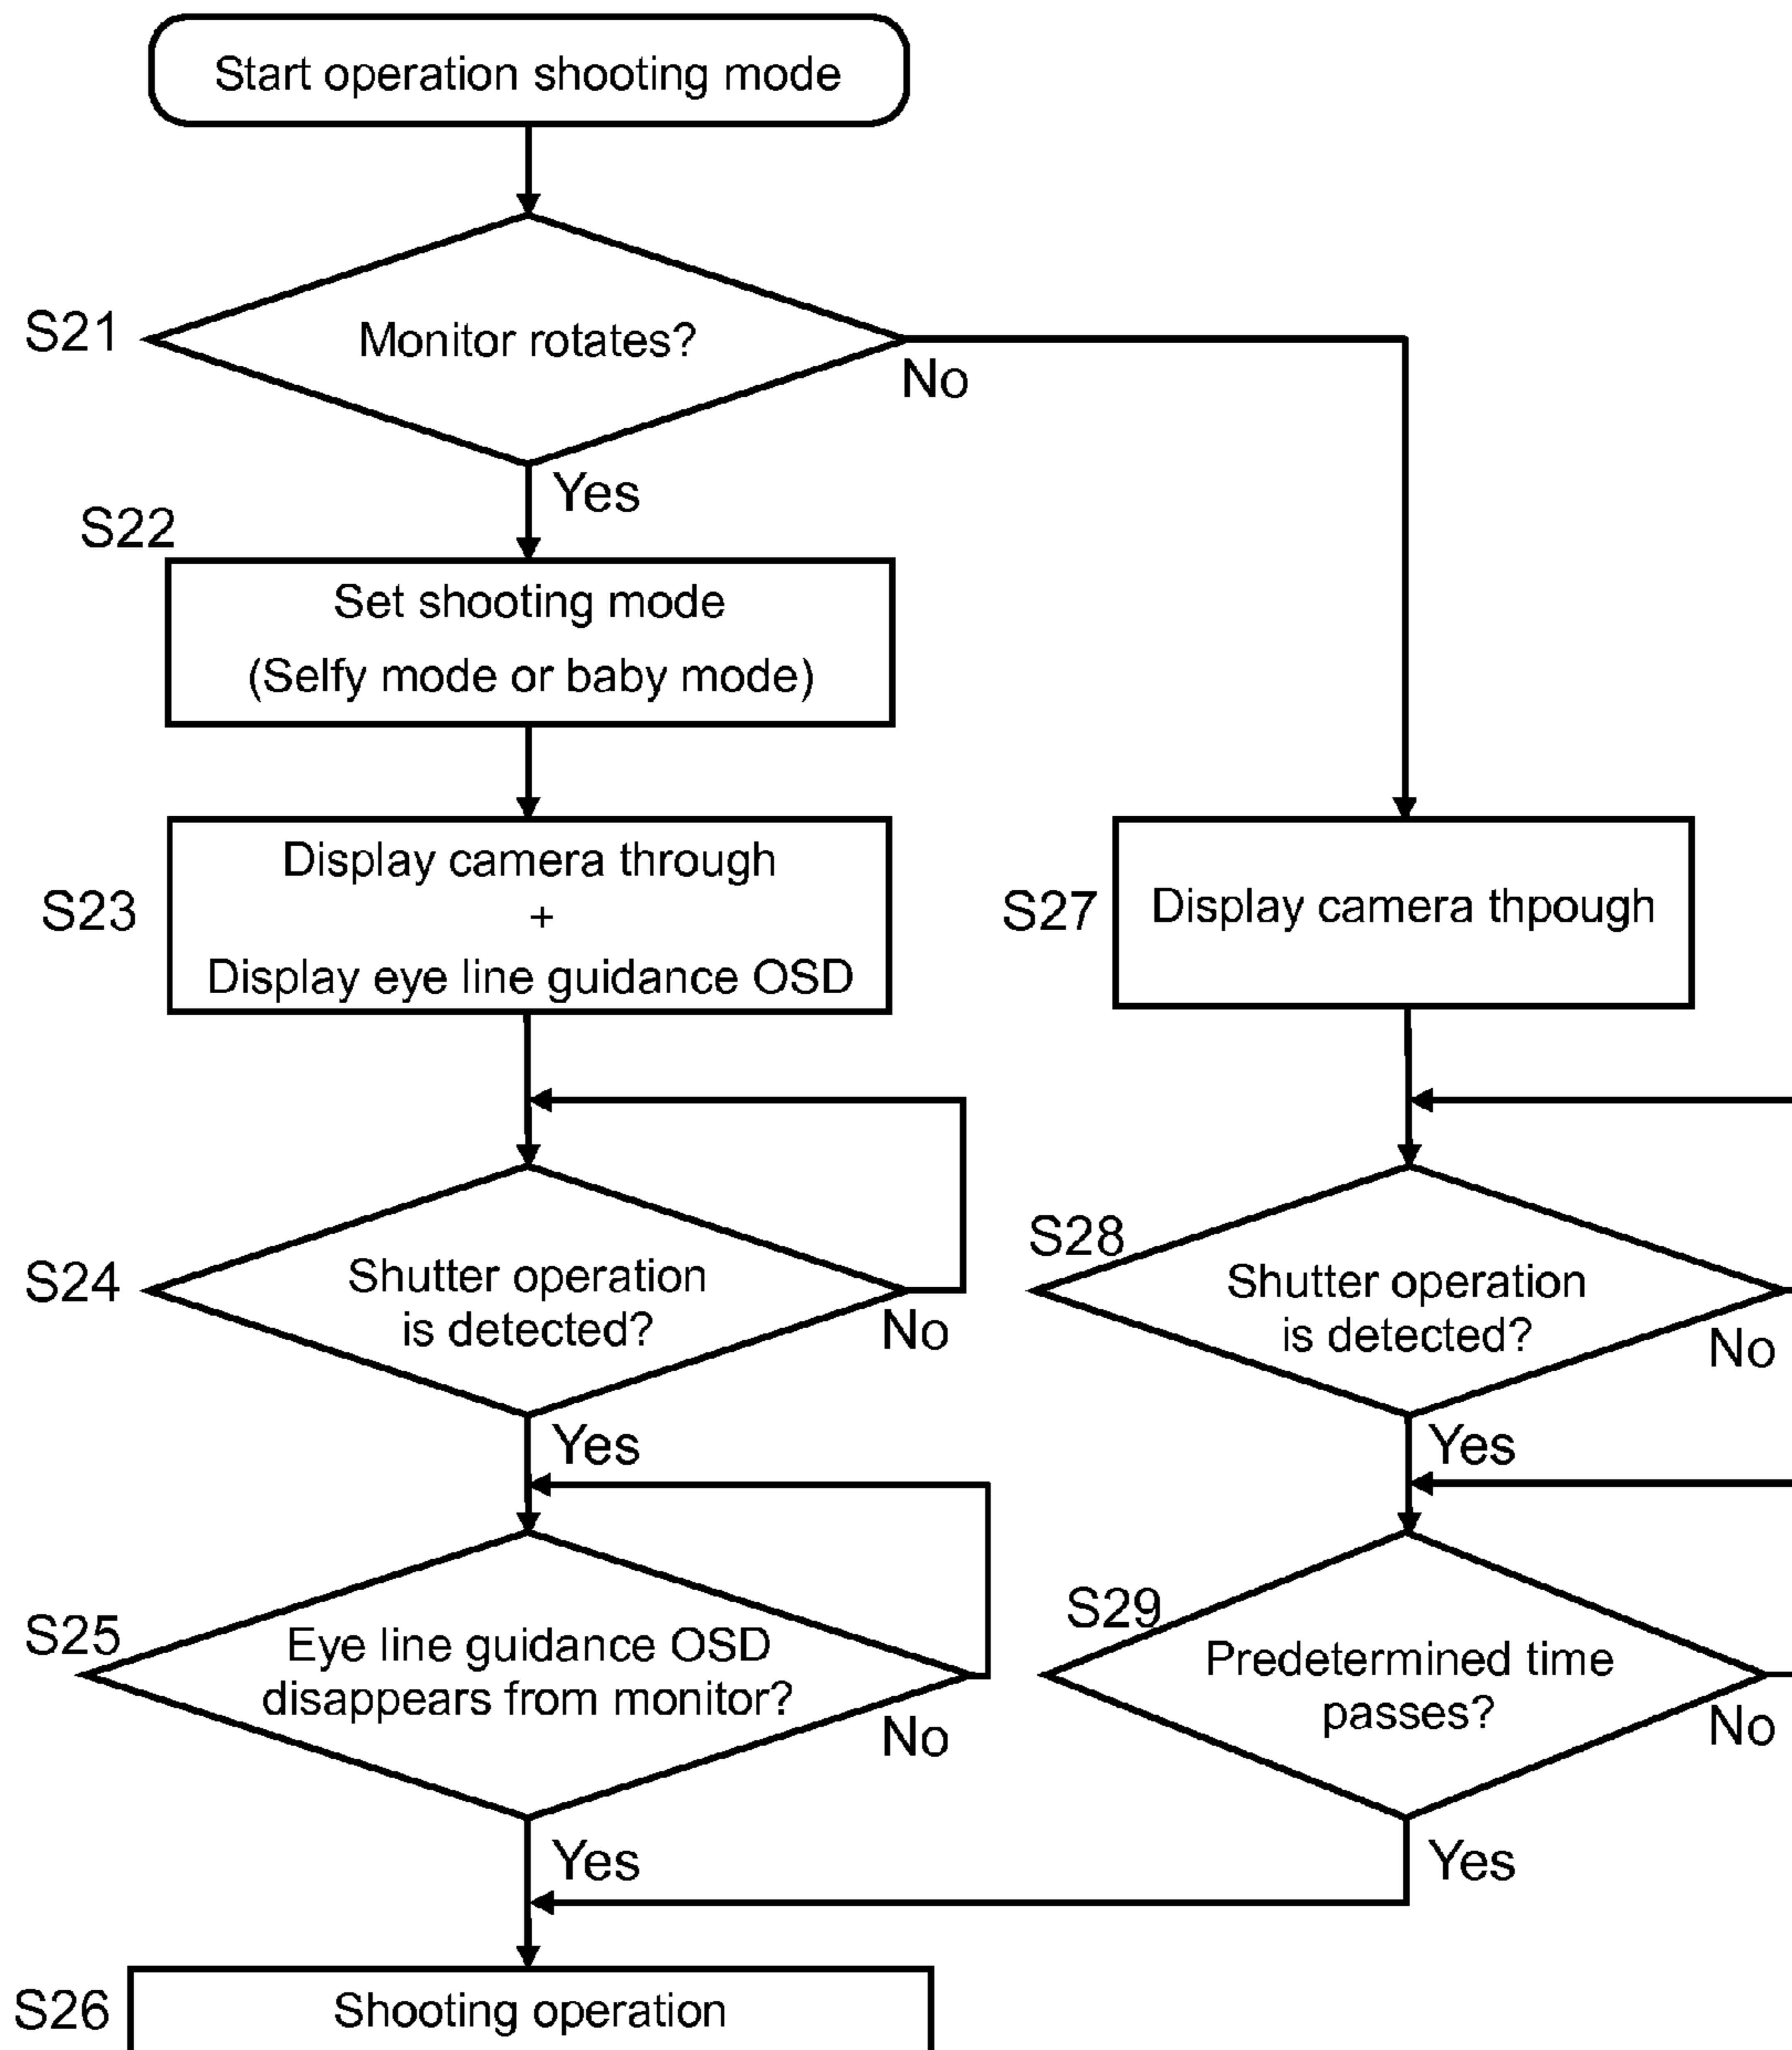 Start operation shooting mode
S21
Monitor rotates?
No
Yes
S22
Set shooting mode
(Selfy mode or baby mode)
S23
Display camera through
+
Display eye line guidance OSD
S27
Display camera thpough
S24
Shutter operation
is detected?
No
Yes
S28
Shutter operation
is detected?
No
Yes
S25
Eye line guidance OSD
disappears from monitor?
No
Yes
S29
Predetermined time
passes?
No
Yes
S26
Shooting operation